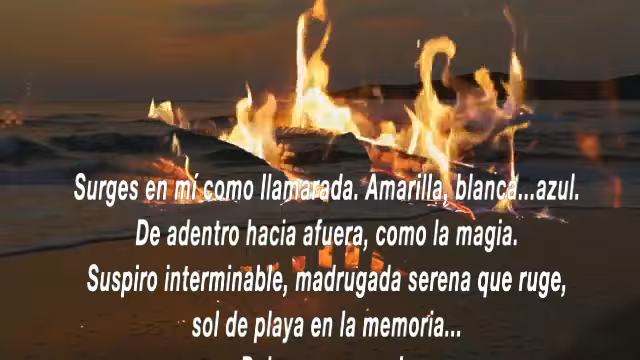 Surges en mí como llamarada. Amarilla, blanca...azul.
De adentro hacia afuera, como la magia.
Suspiro interminable, madrugada serena que ruge,
sol de playa en la memoria...